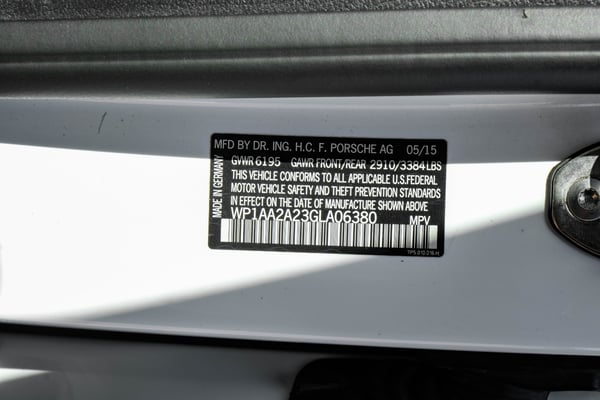 MFD BY DR. ING. H.C. F. PORSCHE AG 05/15
GVWR 6195 GAWR FRONT/REAR 2910/3384LBS
THIS VEHICLE CONFORMS TO ALL APPLICABLE U.S.FEDERAL
MOTOR VEHICLE SAFETY AND THEFT PREVENTION STANDARDS
IN EFFECT ON THE DATE OF MANUFACTURE SHOWN ABOVE
WP1AA2A23GLA06380 MPV
MADE IN GERMANY